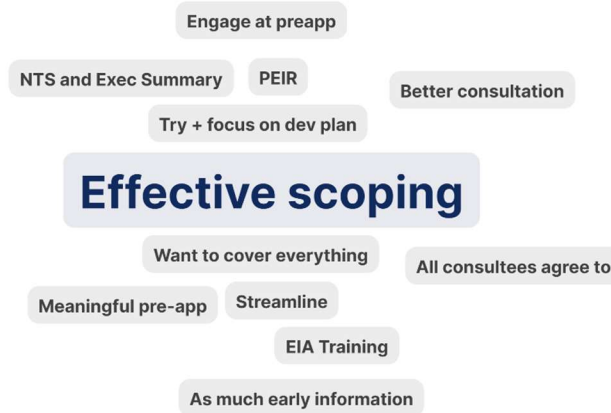 Engage at preapp
NTS and Exec Summary
PEIR
Better consultation
Try + focus on dev plan
Effective scoping
Want to cover everything
All consultees agree to
Meaningful pre-app
Streamline
EIA Training
As much early information